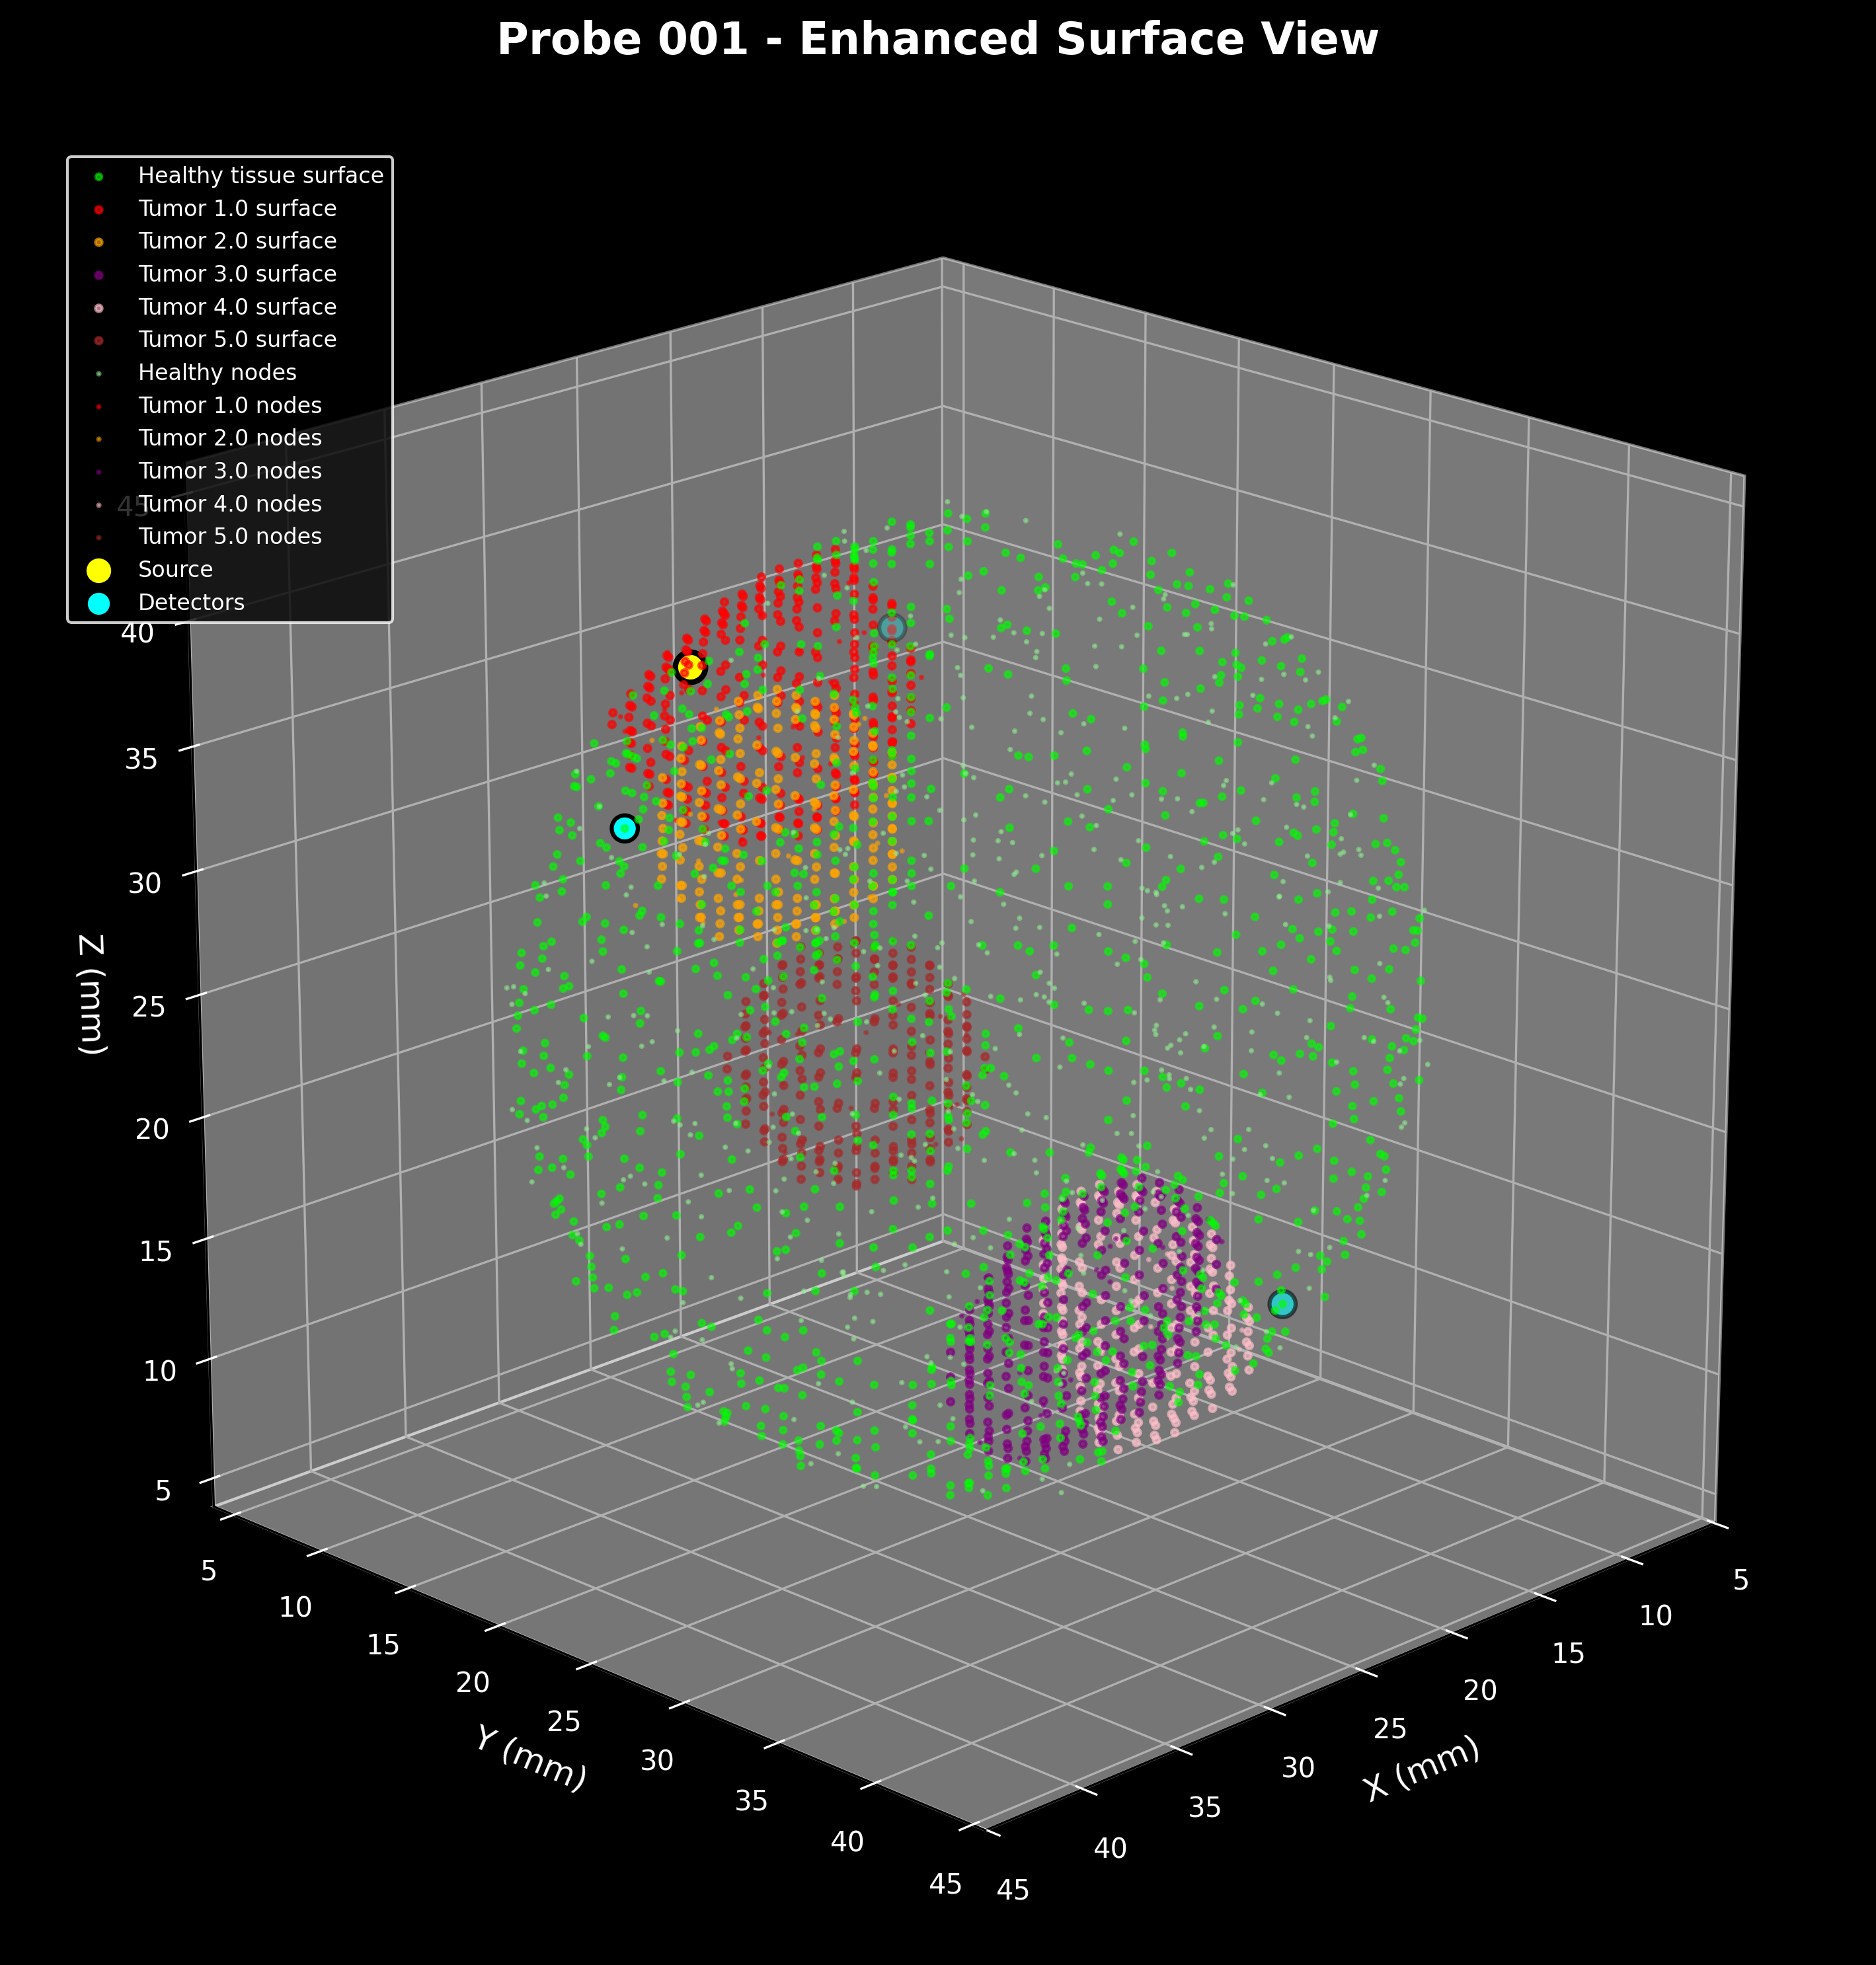 Probe 001 - Enhanced Surface View
Healthy tissue surface
Tumor 1.0 surface
Tumor 2.0 surface
Tumor 3.0 surface
Tumor 4.0 surface
Tumor 5.0 surface
Healthy nodes
Tumor 1.0 nodes
Tumor 2.0 nodes
Tumor 3.0 nodes
Tumor 4.0 nodes
Tumor 5.0 nodes
Source
Detectors
45
40
35
30
25
20
15
10
5
Z (mm)
5
10
15
20
25
30
35
40
45
Y (mm)
5
10
15
20
25
30
35
40
45
X (mm)